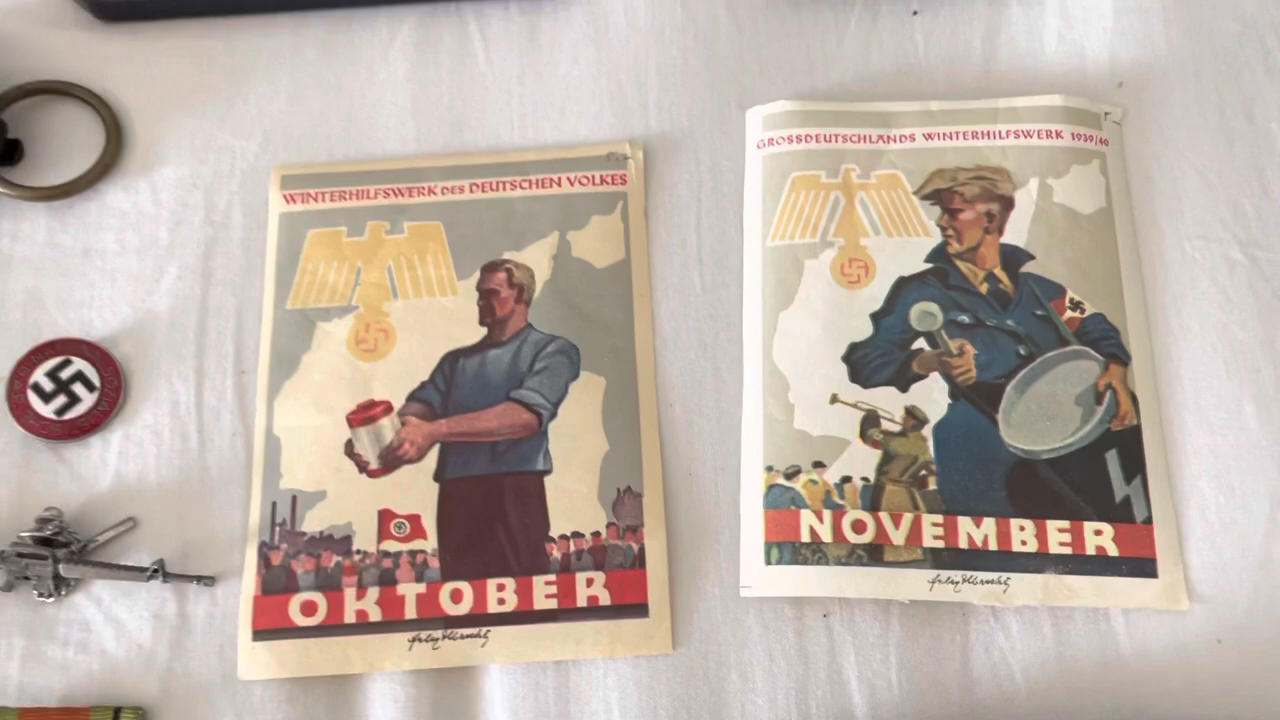 WINTERHILFSWERK DES DEUTSCHEN VOLKES
OKTOBER
GROSSDEUTSCHLANDS WINTERHILFSWERK 1939/40
NOVEMBER